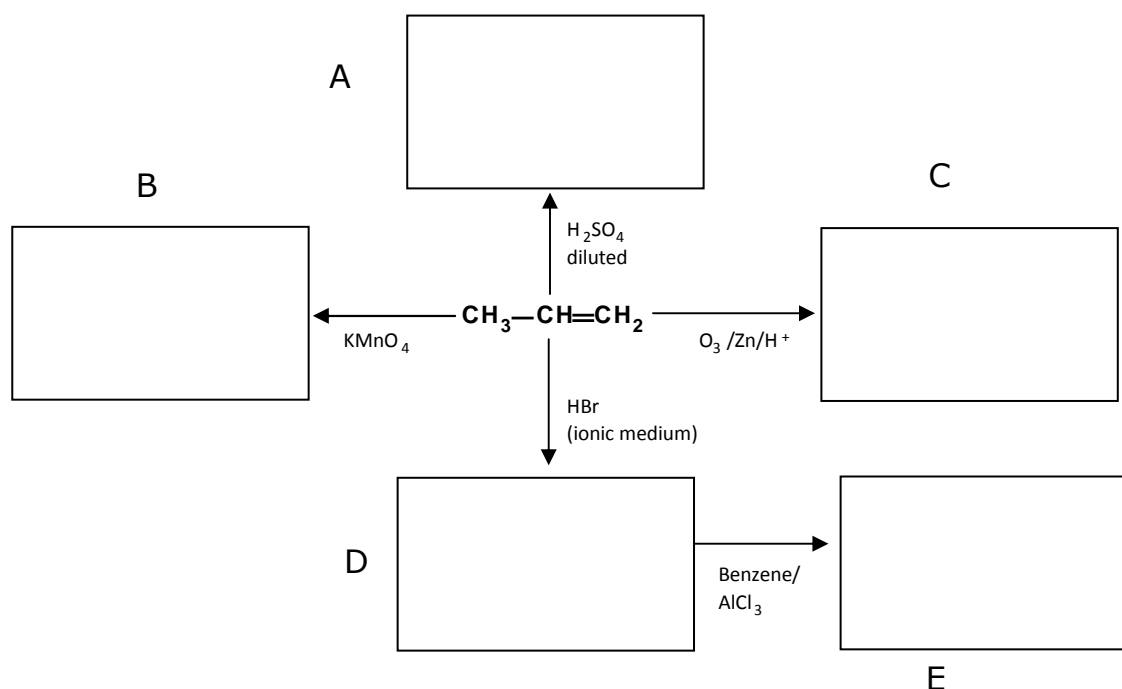 A
B
C
H₂SO₄
diluted
CH₃—CH=CH₂
KMnO₄
O₃ /Zn/H⁺
HBr
(ionic medium)
D
Benzene/
AlCl₃
E